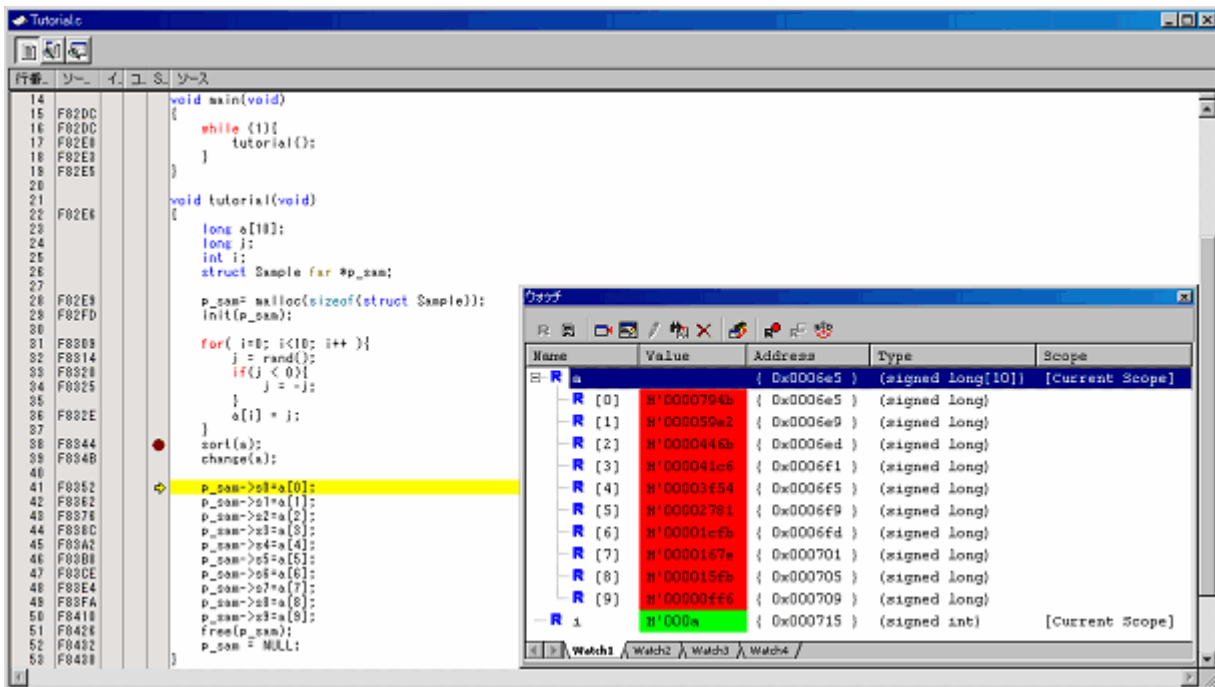 Tutorial.c
行番... ソー... イ.. コ.. S.. ソース
14 void main(void)
15 F82DC {
16 F82DC while (1){
17 F82E0 tutorial();
18 F82E3 }
19 F82E5 }
20
21 void tutorial(void)
22 F82E6 {
23 long a[10];
24 long j;
25 int i;
26 struct Sample far *p_sam;
27
28 F82E9 p_sam= malloc(sizeof(struct Sample));
29 F82FD init(p_sam);
30
31 F8309 for( i=0; i<10; i++ ){
32 F8314 j = rand();
33 F8320 if(j < 0){
34 F8325 j = -j;
35 }
36 F832E a[i] = j;
}
38 F8344 sort(a);
39 F834B change(a);
40
41 F8352 p_sam->s0=a[0];
42 F8362 p_sam->s1=a[1];
43 F8376 p_sam->s2=a[2];
44 F838C p_sam->s3=a[3];
45 F83A2 p_sam->s4=a[4];
46 F83B8 p_sam->s5=a[5];
47 F83CE p_sam->s6=a[6];
48 F83E4 p_sam->s7=a[7];
49 F83FA p_sam->s8=a[8];
50 F8410 p_sam->s9=a[9];
51 F8426 free(p_sam);
52 F8432 p_sam = NULL;
53 F8438 }
ウォッチ
Name Value Address Type Scope
R a { 0x0006e5 } (signed long[10]) [Current Scope]
R [0] H'0000794b { 0x0006e5 } (signed long)
R [1] H'000059e2 { 0x0006e9 } (signed long)
R [2] H'0000446b { 0x0006ed } (signed long)
R [3] H'000041c6 { 0x0006f1 } (signed long)
R [4] H'00003f54 { 0x0006f5 } (signed long)
R [5] H'00002781 { 0x0006f9 } (signed long)
R [6] H'00001cfb { 0x0006fd } (signed long)
R [7] H'0000167e { 0x000701 } (signed long)
R [8] H'000015fb { 0x000705 } (signed long)
R [9] H'00000ff6 { 0x000709 } (signed long)
R i H'000a { 0x000715 } (signed int) [Current Scope]
Watch1 Watch2 Watch3 Watch4